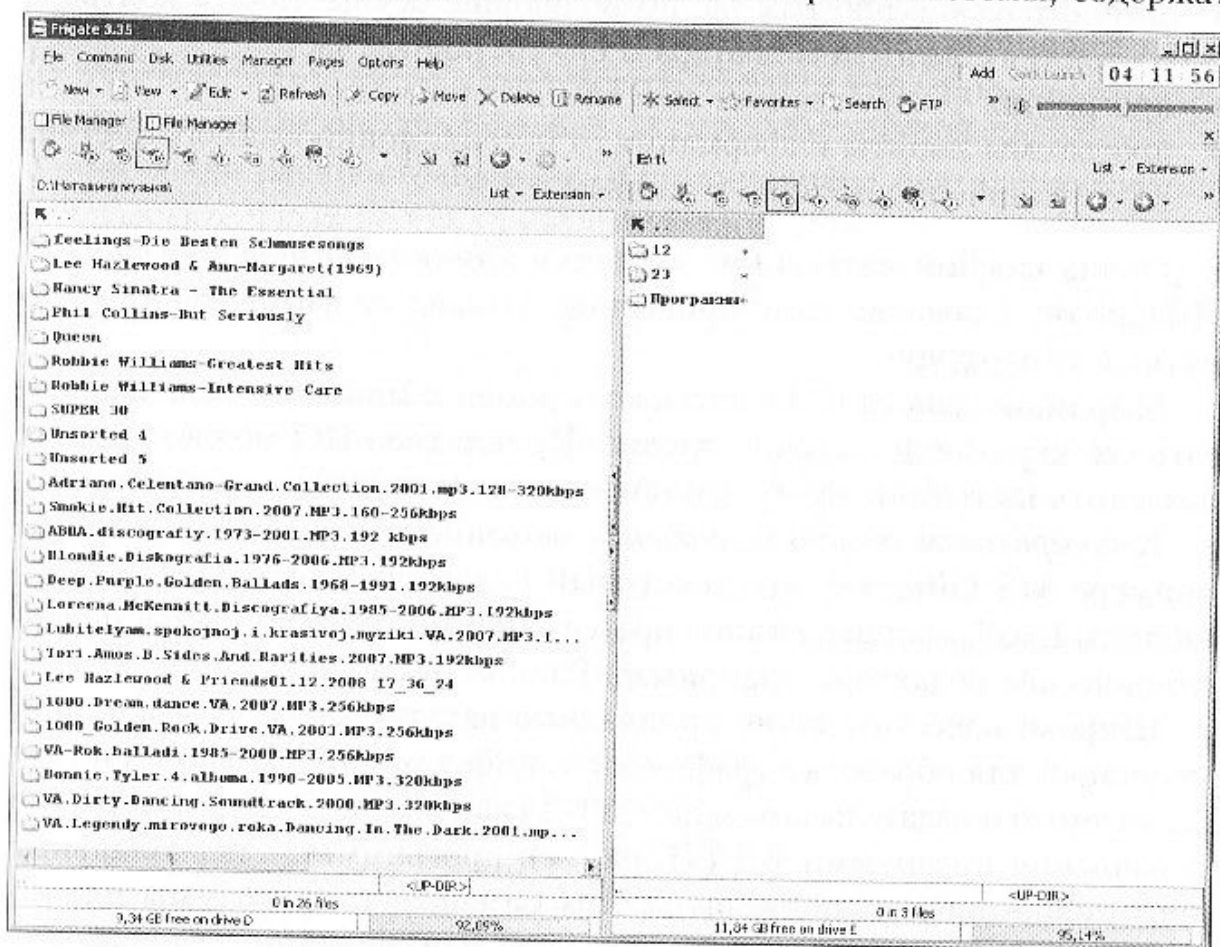 содержат
Frigate 3.35
File Command Disk Utilities Manager Pages Options Help
Add Quick Launch 04 11 56
New View Edit Refresh Copy Move Delete Rename Select Favorites Search FTP »
File Manager File Manager
D:\Наташина музыка\ List Extension
feelings-Die Besten Schmusesongs
Lee Hazlewood & Ann-Margaret(1969)
Nancy Sinatra - The Essential
Phil Collins-But Seriously
Queen
Robbie Williams-Greatest Hits
Robbie Williams-Intensive Care
SUPER 30
Unsorted 4
Unsorted 5
Adriano.Celentano-Grand.Collection.2001.mp3.128-320kbps
Smokie.Hit.Collection.2007.MP3.160-256kbps
ABBA.discografiy.1973-2001.MP3.192 kbps
Blondie.Diskografia.1976-2006.MP3.192kbps
Deep.Purple.Golden.Ballads.1968-1991.192kbps
Loreena.McKennitt.Discografiya.1985-2006.MP3.192kbps
Lubitelyam.spokojnoj.i.krasivoj.myziki.VA.2007.MP3.1..
Tori.Amos.B.Sides.And.Rarities.2007.MP3.192kbps
Lee Hazlewood & Friends01.12.2008 17_36_24
1000.Dream.dance.VA.2007.MP3.256kbps
1000_Golden.Rock.Drive.VA.2003.MP3.256kbps
VA-Rok.balladi.1985-2000.MP3.256kbps
Bonnie.Tyler.4.albuma.1990-2005.MP3.320kbps
VA.Dirty.Dancing.Soundtrack.2000.MP3.320kbps
VA.Legendy.mirovogo.roka.Dancing.In.The.Dark.2001.mp...
<UP-DIR>
0 in 26 files
9,34 GB free on drive D 92,09%
List Extension
12
23
Программы
<UP-DIR>
0 in 3 files
11,84 GB free on drive E 95,14%